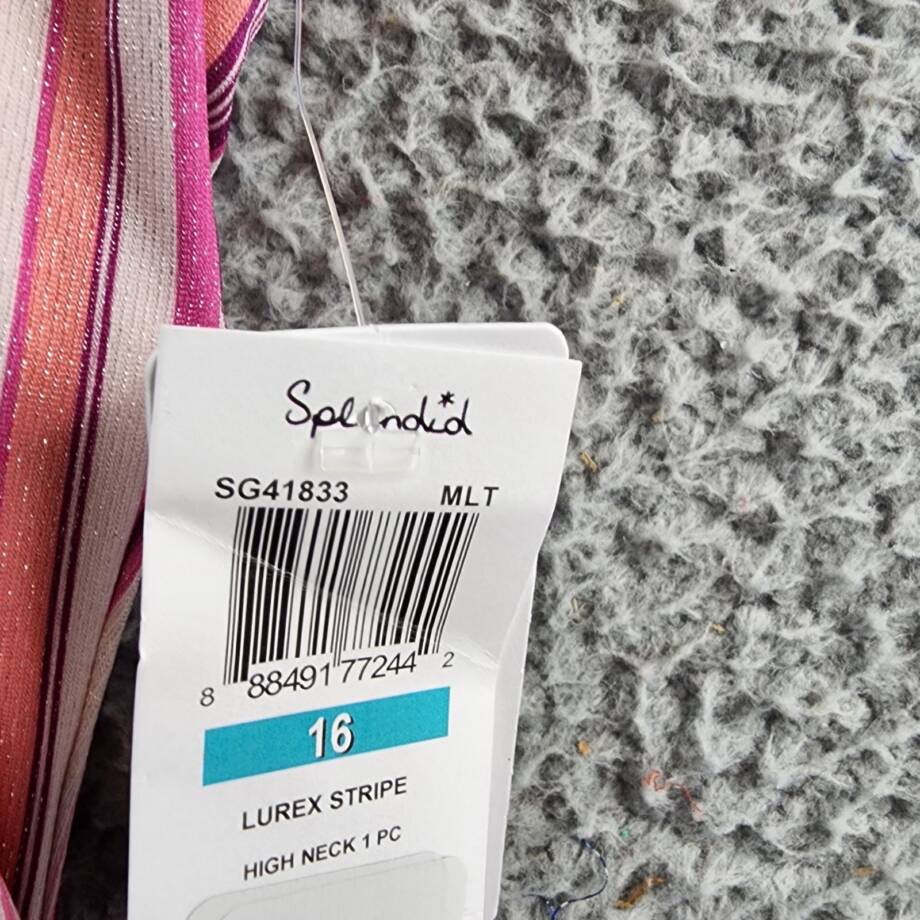 Splendid*
SG41833 MLT
8 88491 77244 2
16
LUREX STRIPE
HIGH NECK 1 PC